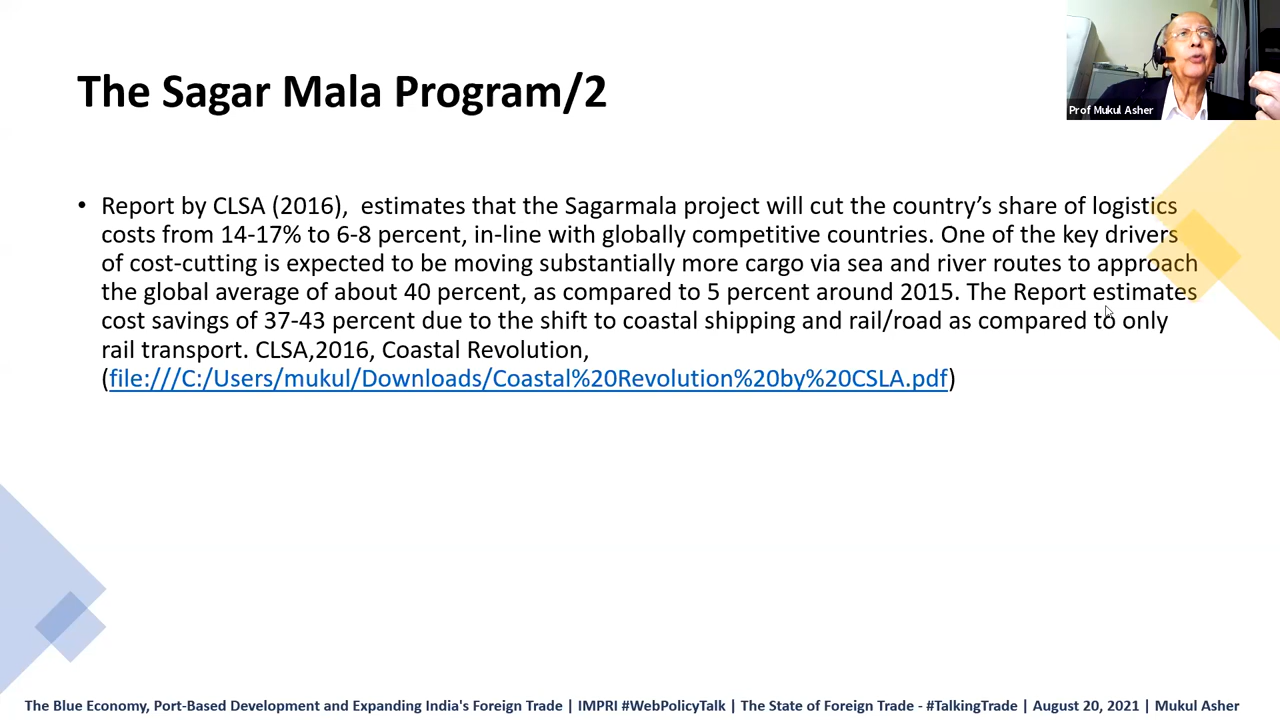 The Sagar Mala Program/2
Prof Mukul Asher
• Report by CLSA (2016),  estimates that the Sagarmala project will cut the country’s share of logistics
costs from 14-17% to 6-8 percent, in-line with globally competitive countries. One of the key drivers
of cost-cutting is expected to be moving substantially more cargo via sea and river routes to approach
the global average of about 40 percent, as compared to 5 percent around 2015. The Report estimates
cost savings of 37-43 percent due to the shift to coastal shipping and rail/road as compared to only
rail transport. CLSA,2016, Coastal Revolution,
(file:///C:/Users/mukul/Downloads/Coastal%20Revolution%20by%20CSLA.pdf)
The Blue Economy, Port-Based Development and Expanding India's Foreign Trade | IMPRI #WebPolicyTalk | The State of Foreign Trade - #TalkingTrade | August 20, 2021 | Mukul Asher